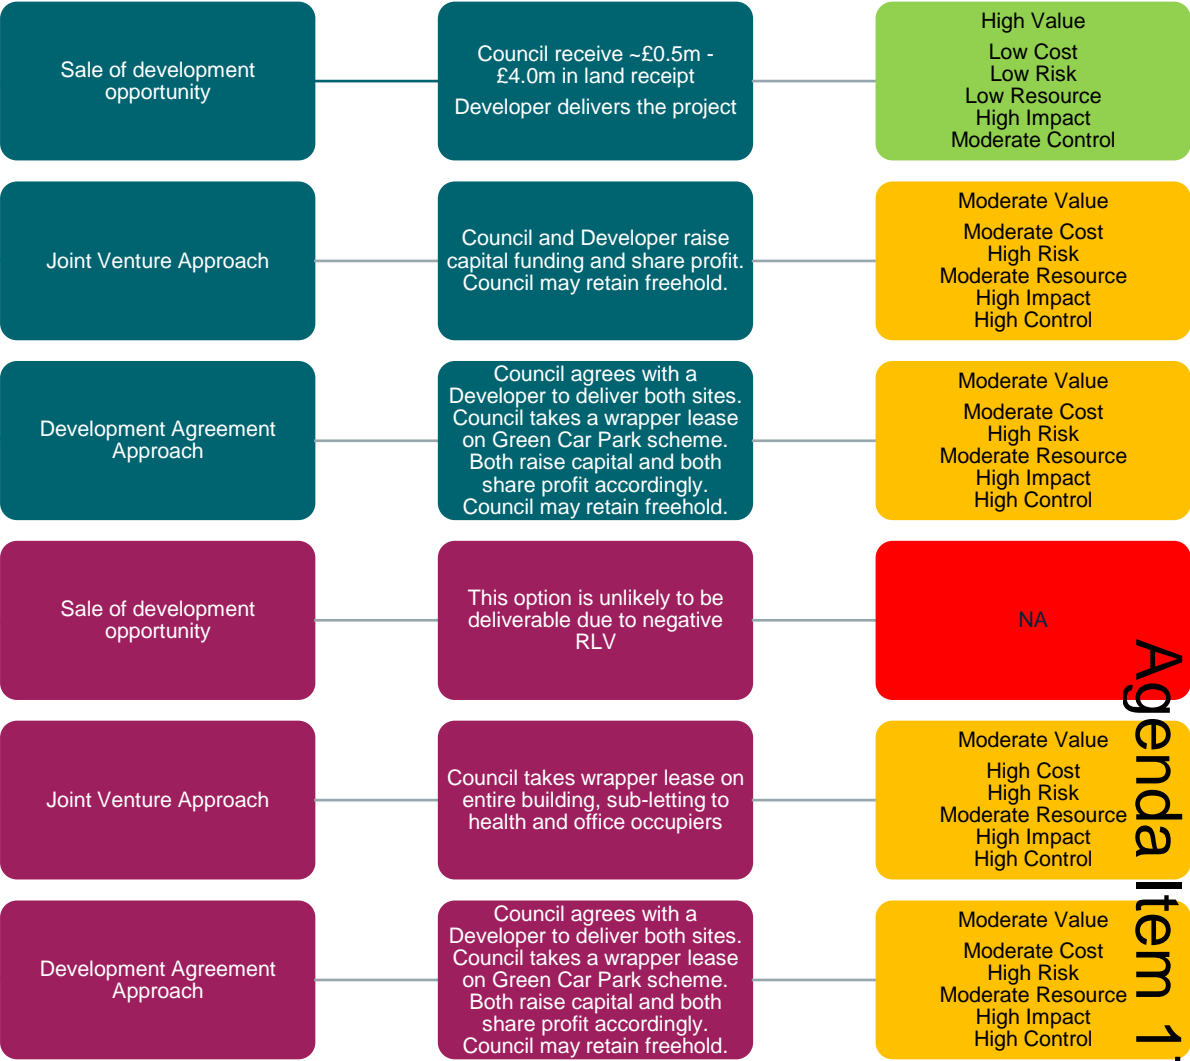 Sale of development
opportunity
Council receive ~£0.5m -
£4.0m in land receipt
Developer delivers the project
High Value
Low Cost
Low Risk
Low Resource
High Impact
Moderate Control
Joint Venture Approach
Council and Developer raise
capital funding and share profit.
Council may retain freehold.
Moderate Value
Moderate Cost
High Risk
Moderate Resource
High Impact
High Control
Development Agreement
Approach
Council agrees with a
Developer to deliver both sites.
Council takes a wrapper lease
on Green Car Park scheme.
Both raise capital and both
share profit accordingly.
Council may retain freehold.
Moderate Value
Moderate Cost
High Risk
Moderate Resource
High Impact
High Control
Sale of development
opportunity
This option is unlikely to be
deliverable due to negative
RLV
NA
Joint Venture Approach
Council takes wrapper lease on
entire building, sub-letting to
health and office occupiers
Moderate Value
High Cost
High Risk
Moderate Resource
High Impact
High Control
Development Agreement
Approach
Council agrees with a
Developer to deliver both sites.
Council takes a wrapper lease
on Green Car Park scheme.
Both raise capital and both
share profit accordingly.
Council may retain freehold.
Moderate Value
Moderate Cost
High Risk
Moderate Resource
High Impact
High Control
Agenda Item